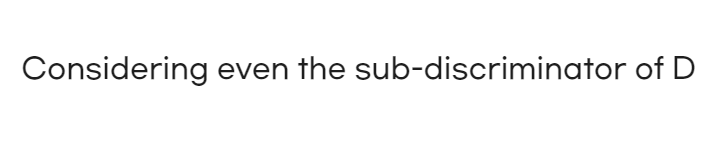 Considering even the sub-discriminator of D